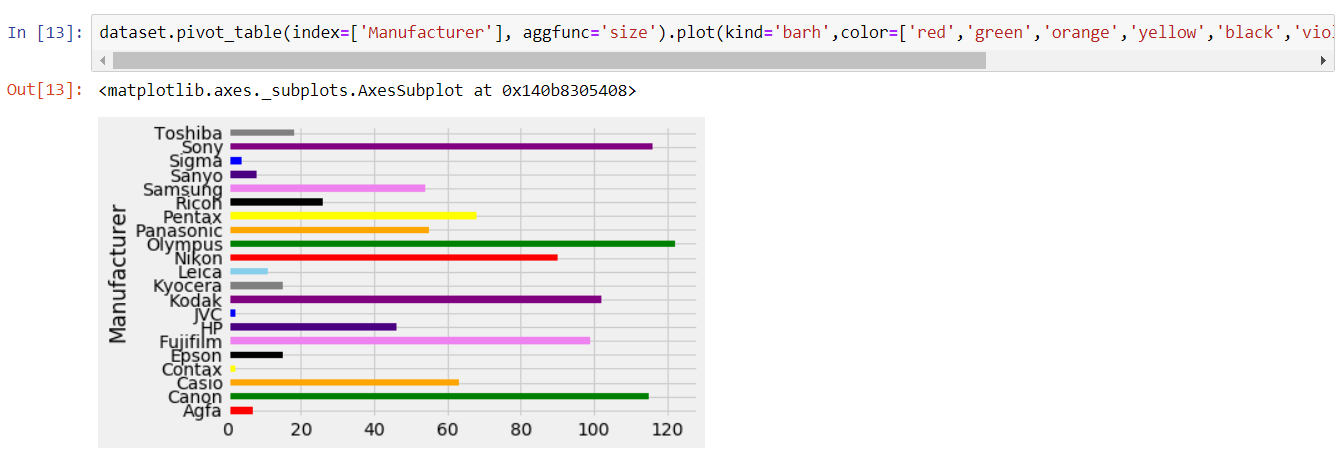 In [13]: dataset.pivot_table(index=['Manufacturer'], aggfunc='size').plot(kind='barh',color=['red','green','orange','yellow','black','viol
Out[13]: <matplotlib.axes._subplots.AxesSubplot at 0x140b8305408>
Manufacturer
Toshiba
Sony
Sigma
Sanyo
Samsung
Ricoh
Pentax
Panasonic
Olympus
Nikon
Leica
Kyocera
Kodak
JVC
HP
Fujifilm
Epson
Contax
Casio
Canon
Agfa
0 20 40 60 80 100 120